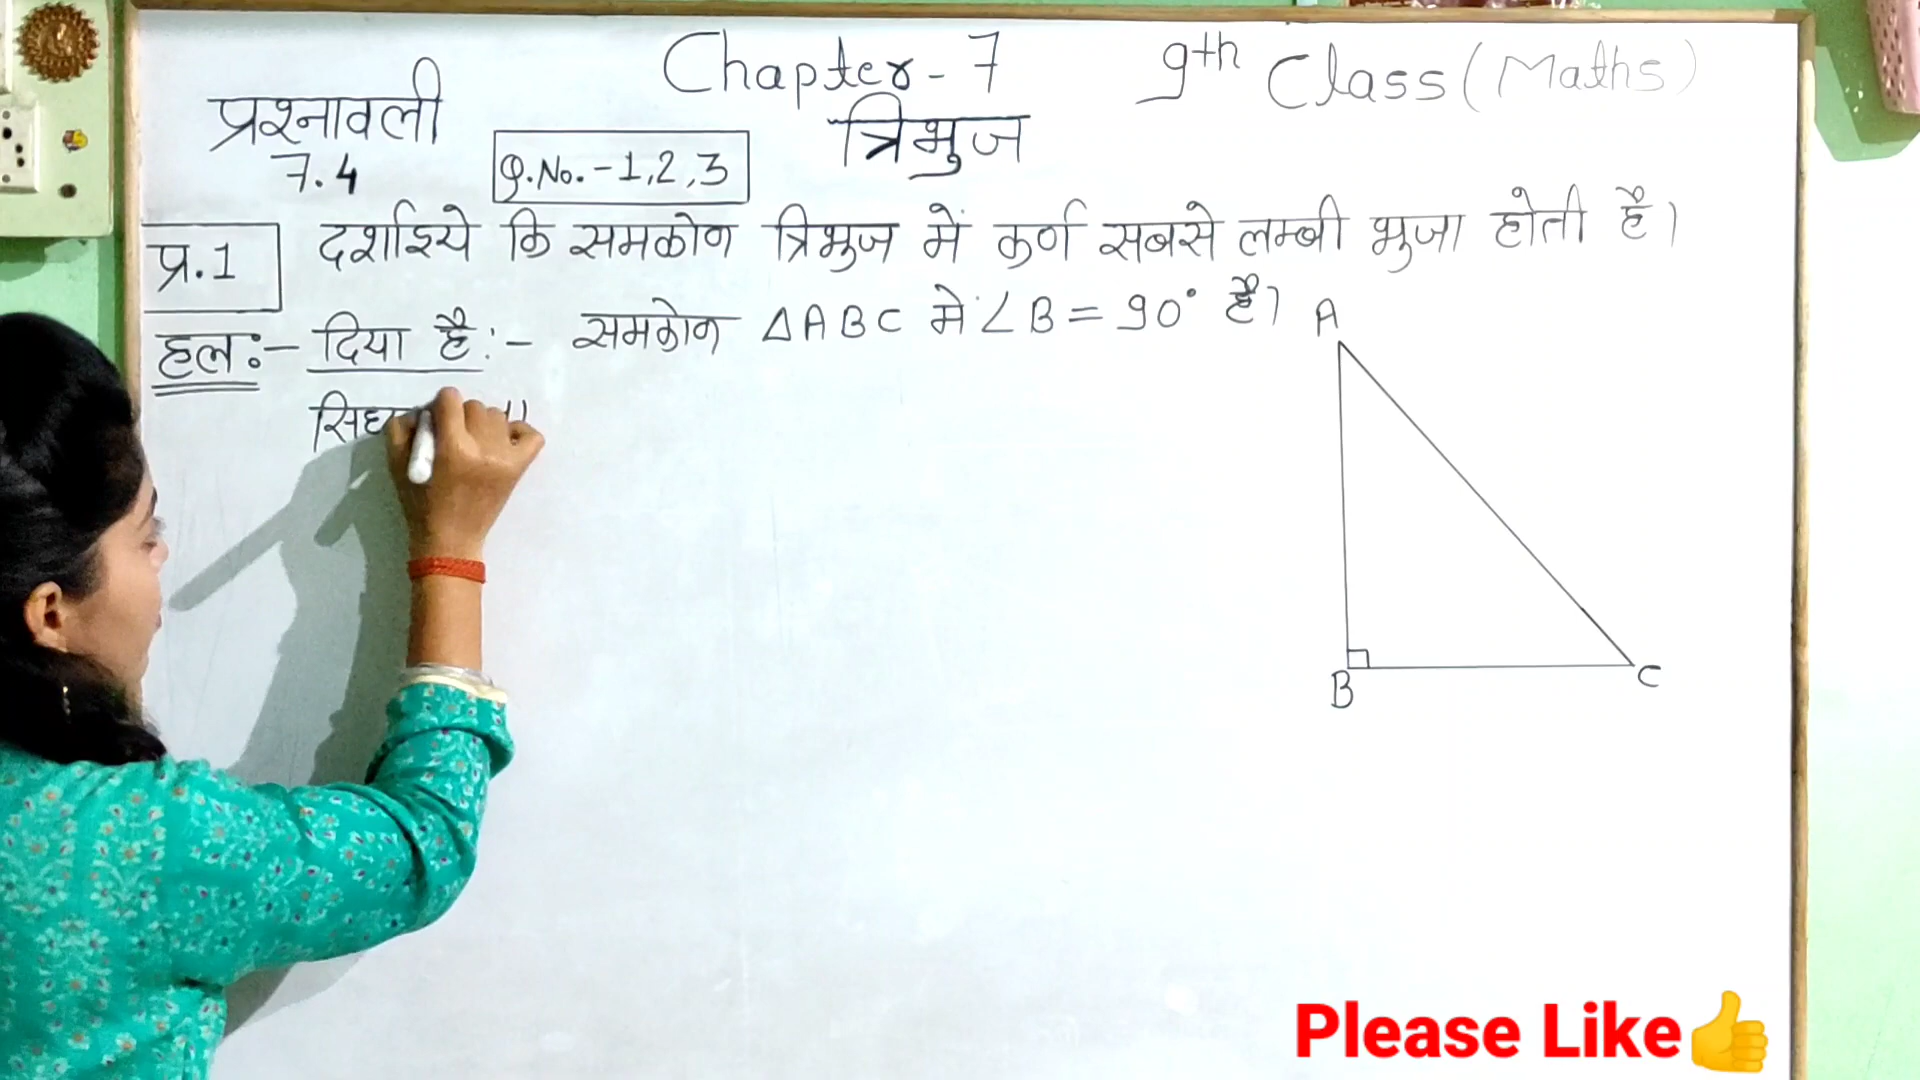 Chapter-7 9th Class (Maths)
प्रश्नावली
7.4
Q.No.-1,2,3
त्रिभुज
प्र.1 दर्शाइये कि समकोण त्रिभुज में कर्ण सबसे लम्बी भुजा होती है।
हल:- दिया है:- समकोण ΔABC मे ∠B = 90° है।
A
B
C
Please Like👍